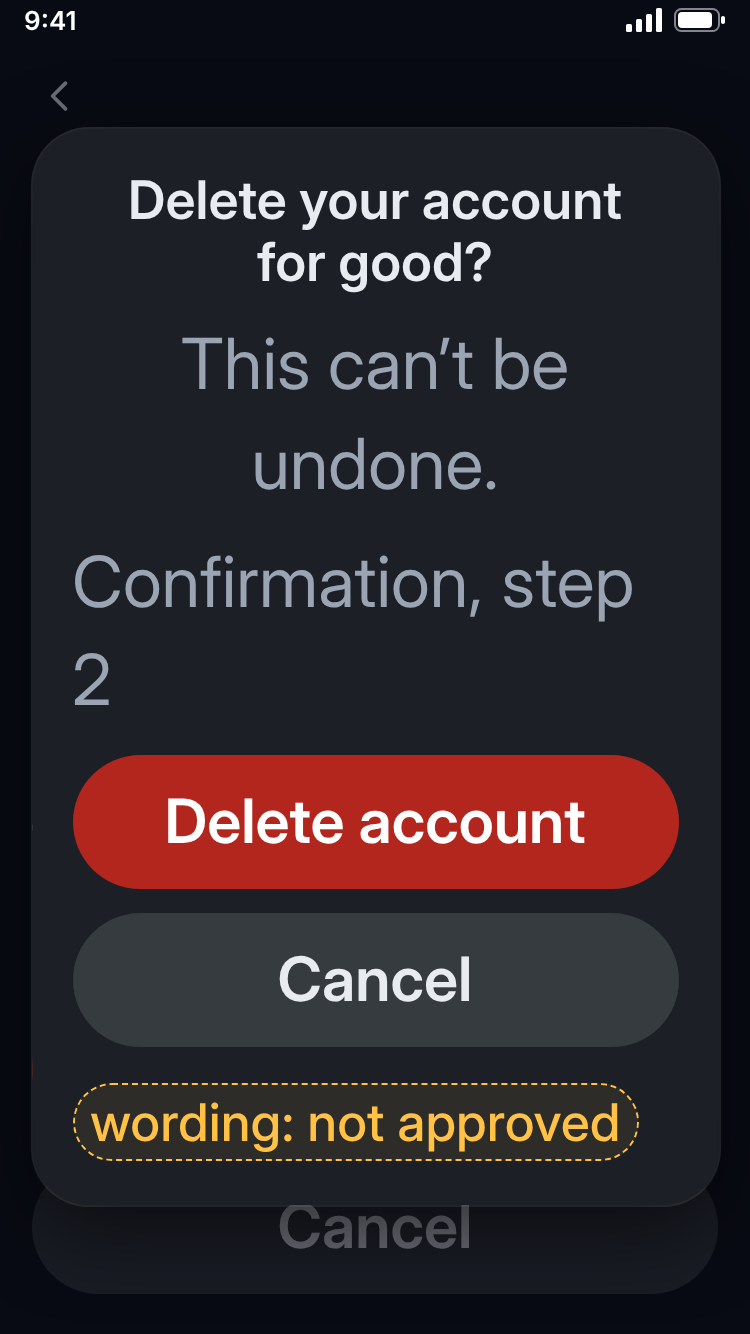 9:41
Delete your account
for good?
This can’t be
undone.
Confirmation, step
2
Delete account
Cancel
wording: not approved
Cancel